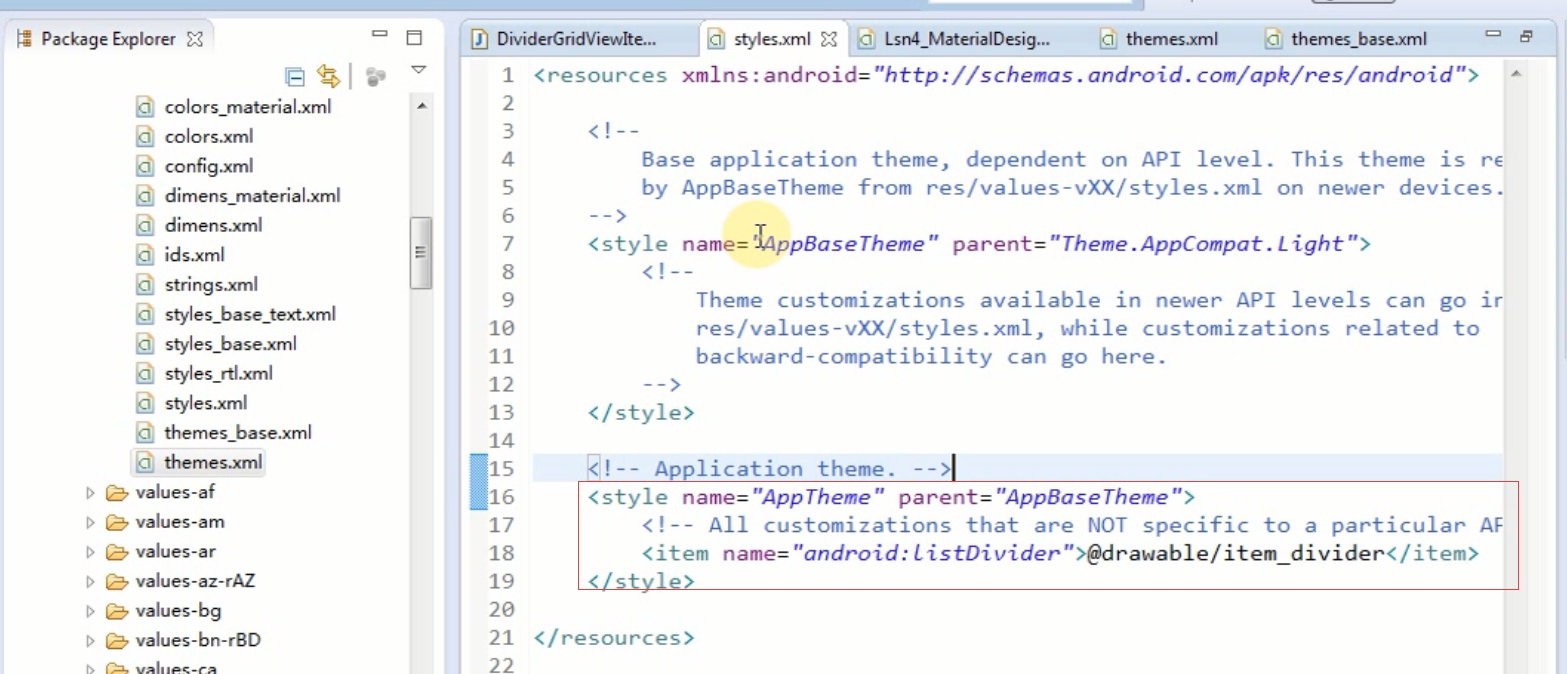 Package Explorer
colors_material.xml
colors.xml
config.xml
dimens_material.xml
dimens.xml
ids.xml
strings.xml
styles_base_text.xml
styles_base.xml
styles_rtl.xml
styles.xml
themes_base.xml
themes.xml
values-af
values-am
values-ar
values-az-rAZ
values-bg
values-bn-rBD
values-ca
DividerGridViewIte...
styles.xml
Lsn4_MaterialDesig...
themes.xml
themes_base.xml
1 <resources xmlns:android="http://schemas.android.com/apk/res/android">
2
3 <!--
4 Base application theme, dependent on API level. This theme is re
5 by AppBaseTheme from res/values-vXX/styles.xml on newer devices.
6 -->
7 <style name="AppBaseTheme" parent="Theme.AppCompat.Light">
8 <!--
9 Theme customizations available in newer API levels can go in
10 res/values-vXX/styles.xml, while customizations related to
11 backward-compatibility can go here.
12 -->
13 </style>
14
15 <!-- Application theme. -->
16 <style name="AppTheme" parent="AppBaseTheme">
17 <!-- All customizations that are NOT specific to a particular AP
18 <item name="android:listDivider">@drawable/item_divider</item>
19 </style>
20
21 </resources>
22